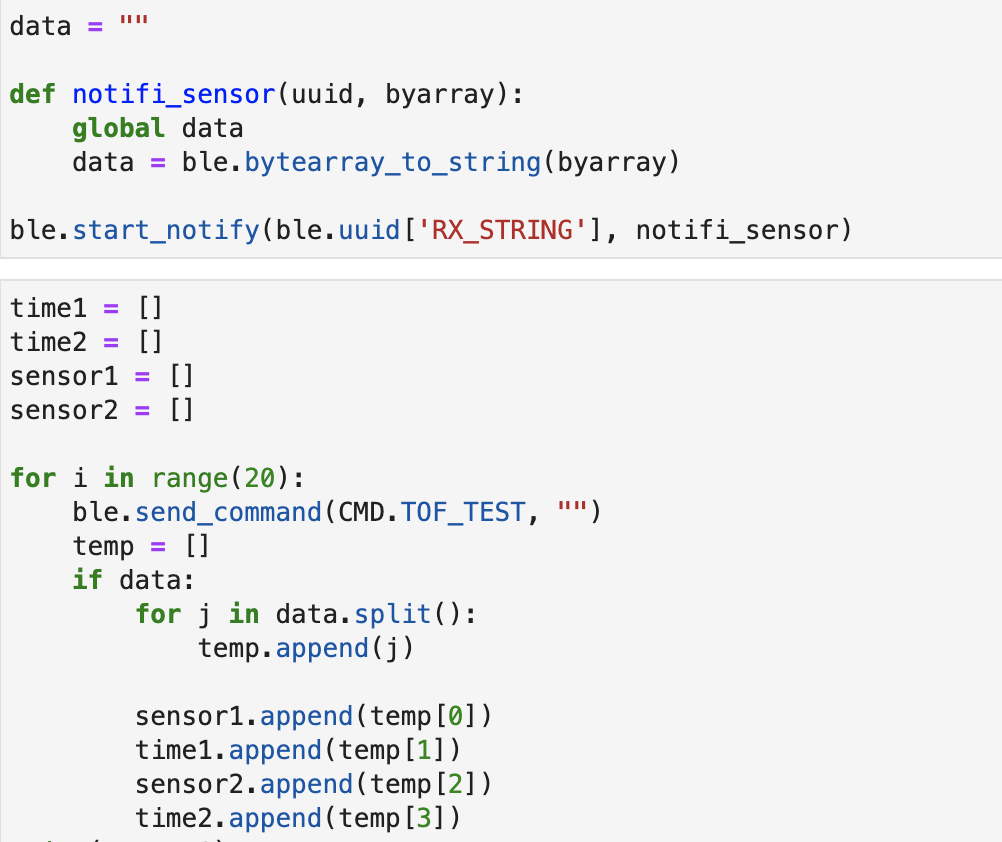 data = ""
def notifi_sensor(uuid, byarray):
    global data
    data = ble.bytearray_to_string(byarray)
ble.start_notify(ble.uuid['RX_STRING'], notifi_sensor)
time1 = []
time2 = []
sensor1 = []
sensor2 = []
for i in range(20):
    ble.send_command(CMD.TOF_TEST, "")
    temp = []
    if data:
        for j in data.split():
            temp.append(j)
        sensor1.append(temp[0])
        time1.append(temp[1])
        sensor2.append(temp[2])
        time2.append(temp[3])